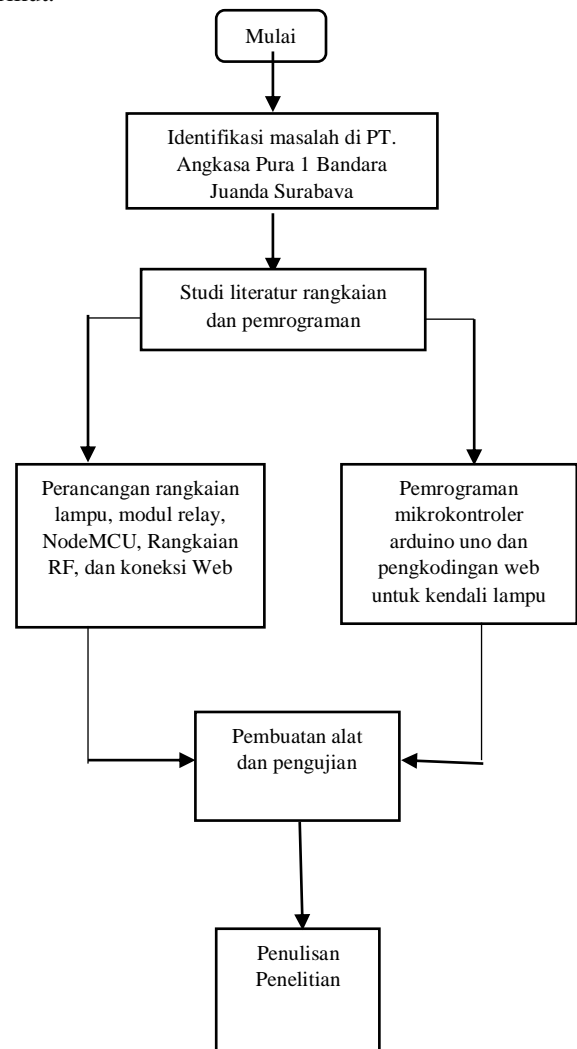 Mulai
Identifikasi masalah di PT.
Angkasa Pura 1 Bandara
Juanda Surabaya
Studi literatur rangkaian
dan pemrograman
Perancangan rangkaian
lampu, modul relay,
NodeMCU, Rangkaian
RF, dan koneksi Web
Pemrograman
mikrokontroler
arduino uno dan
pengkodingan web
untuk kendali lampu
Pembuatan alat
dan pengujian
Penulisan
Penelitian